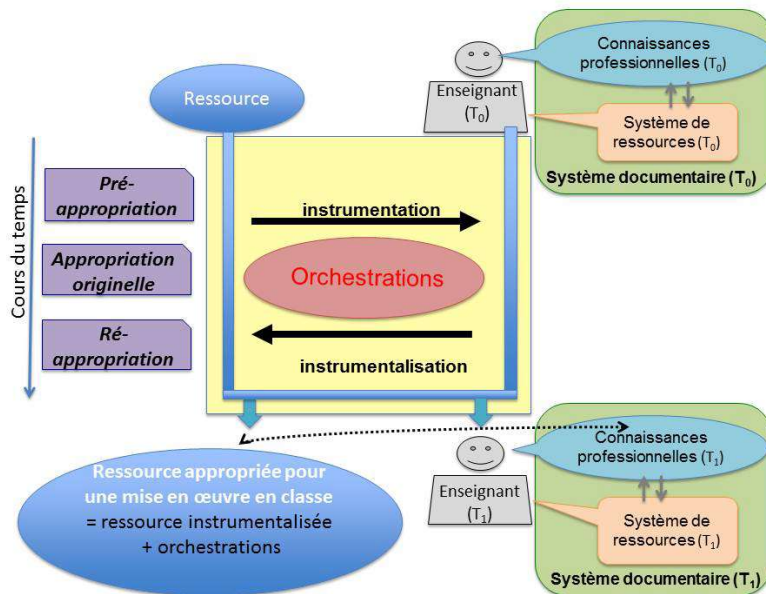 Connaissances
professionnelles (T0)
Enseignant
(T0)
Système de
ressources (T0)
Système documentaire (T0)
Ressource
Cours du temps
Pré-
appropriation
Appropriation
originelle
Ré-
appropriation
instrumentation
Orchestrations
instrumentalisation
Ressource appropriée pour
une mise en œuvre en classe
= ressource instrumentalisée
+ orchestrations
Connaissances
professionnelles (T1)
Enseignant
(T1)
Système de
ressources (T1)
Système documentaire (T1)